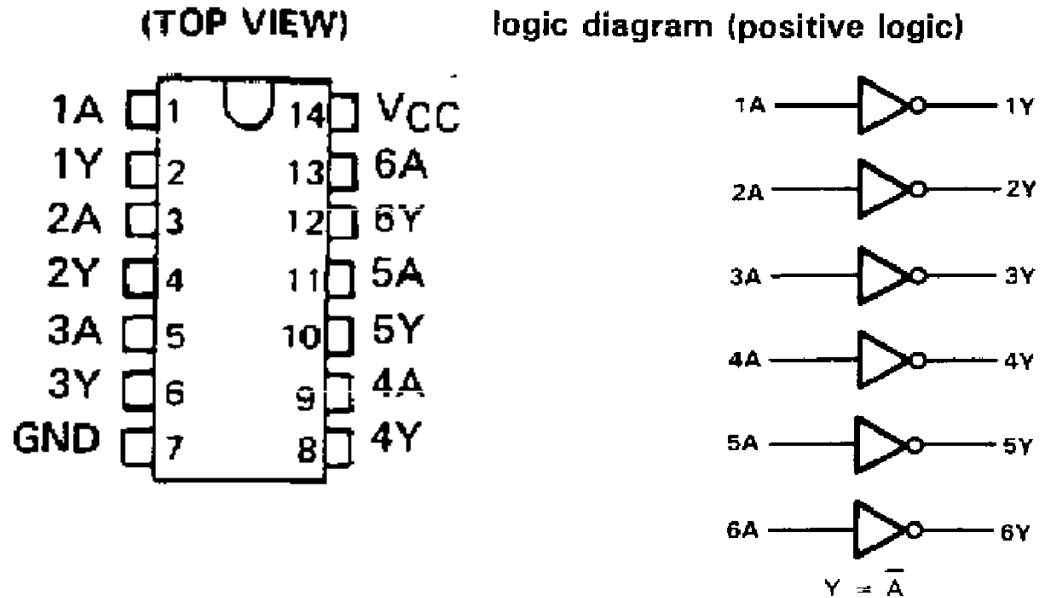 (TOP VIEW)
1A 1 14 VCC
1Y 2 13 6A
2A 3 12 6Y
2Y 4 11 5A
3A 5 10 5Y
3Y 6 9 4A
GND 7 8 4Y
logic diagram (positive logic)
1A 1Y
2A 2Y
3A 3Y
4A 4Y
5A 5Y
6A 6Y
Y = A̅